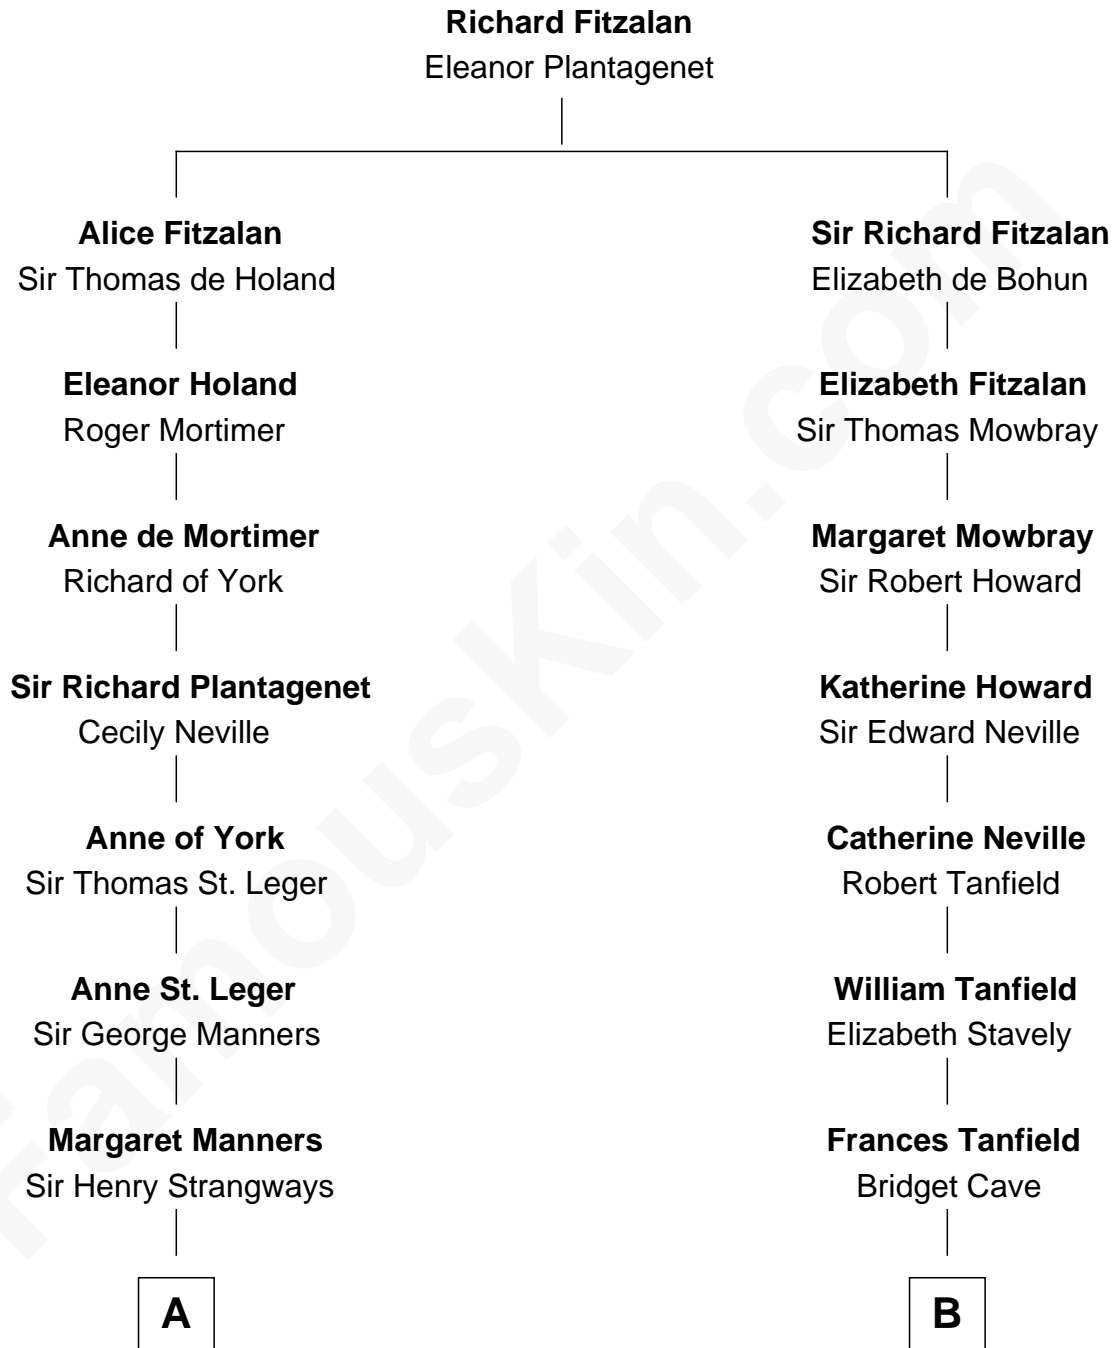 Richard Fitzalan
Eleanor Plantagenet
Alice Fitzalan
Sir Thomas de Holand
Sir Richard Fitzalan
Elizabeth de Bohun
Eleanor Holand
Roger Mortimer
Elizabeth Fitzalan
Sir Thomas Mowbray
Anne de Mortimer
Richard of York
Margaret Mowbray
Sir Robert Howard
Sir Richard Plantagenet
Cecily Neville
Katherine Howard
Sir Edward Neville
Anne of York
Sir Thomas St. Leger
Catherine Neville
Robert Tanfield
Anne St. Leger
Sir George Manners
William Tanfield
Elizabeth Stavely
Margaret Manners
Sir Henry Strangways
Frances Tanfield
Bridget Cave
A
B
FamousKin.com